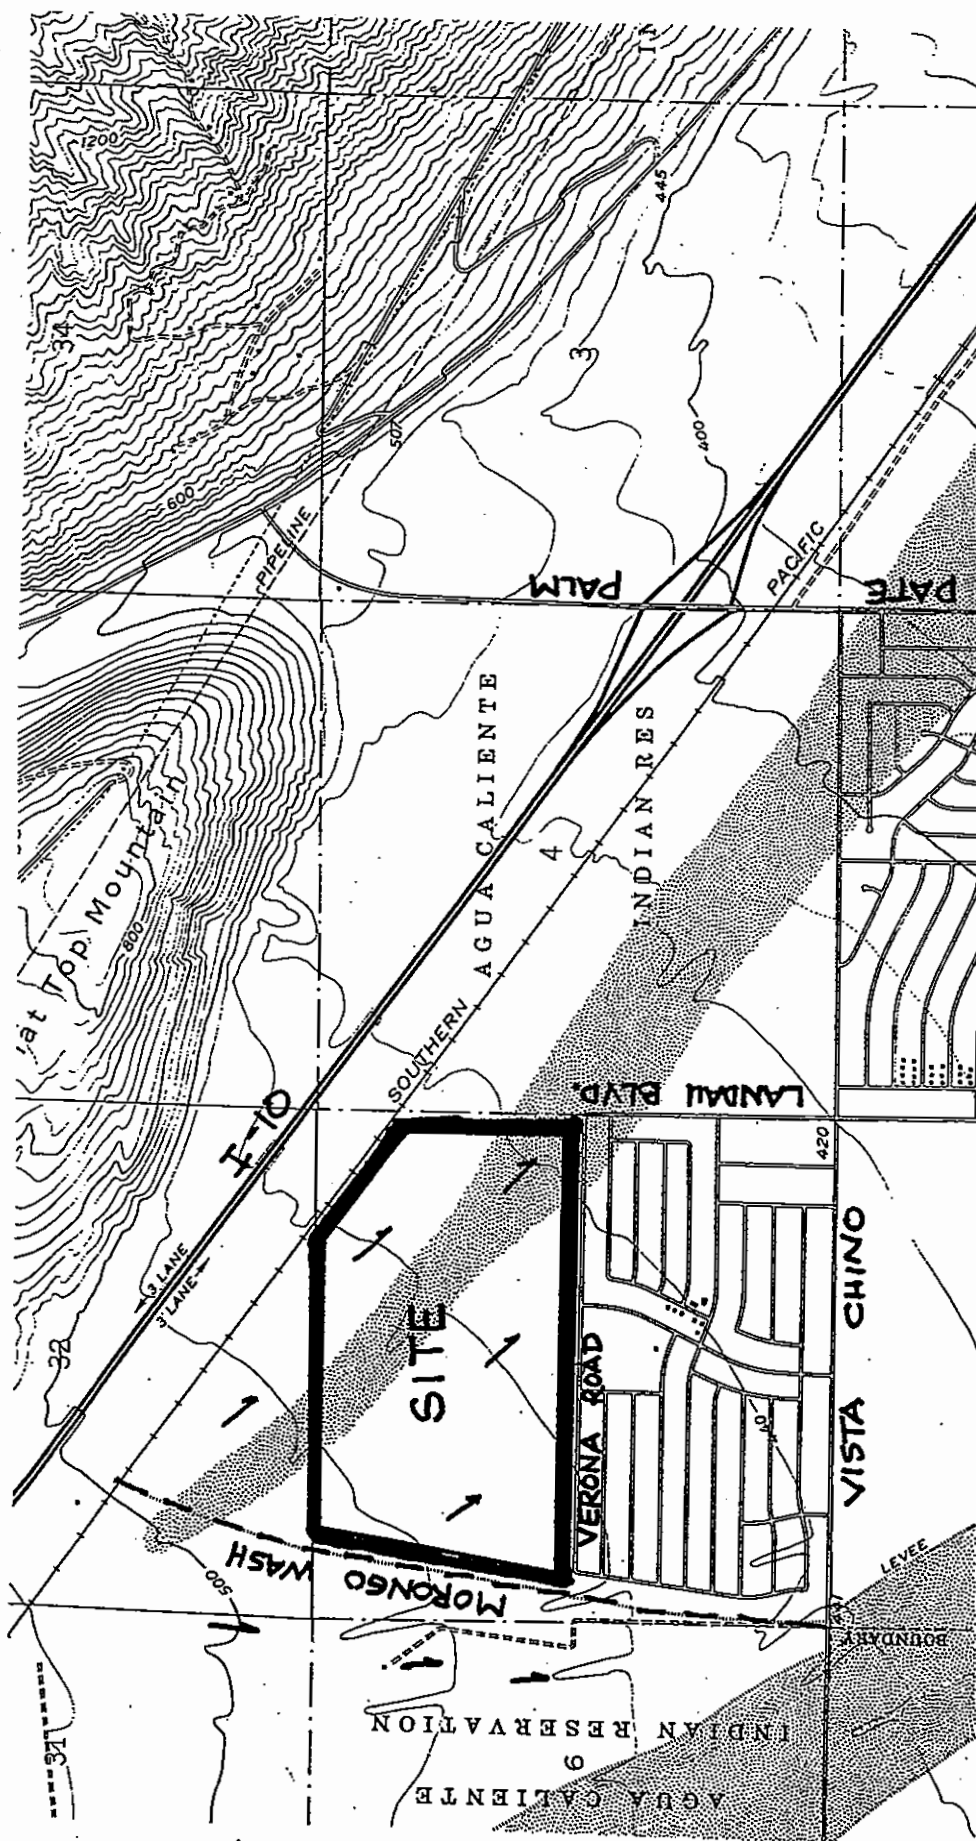 1200
34
600
507
3
445
400
PIPELINE
PALM
PACIFIC
DATE
at Top Mountain
800
AGUA CALIENTE
INDIAN RES
4
SOUTHERN
I-10
LANDAU BLVD.
420
3 LANE
3 LANE
32
SITE
VERONA ROAD
VISTA CHINO
MORONGO WASH
500
31
LEVEE
BOUNDARY
AGUA CALIENTE
INDIAN RESERVATION
6